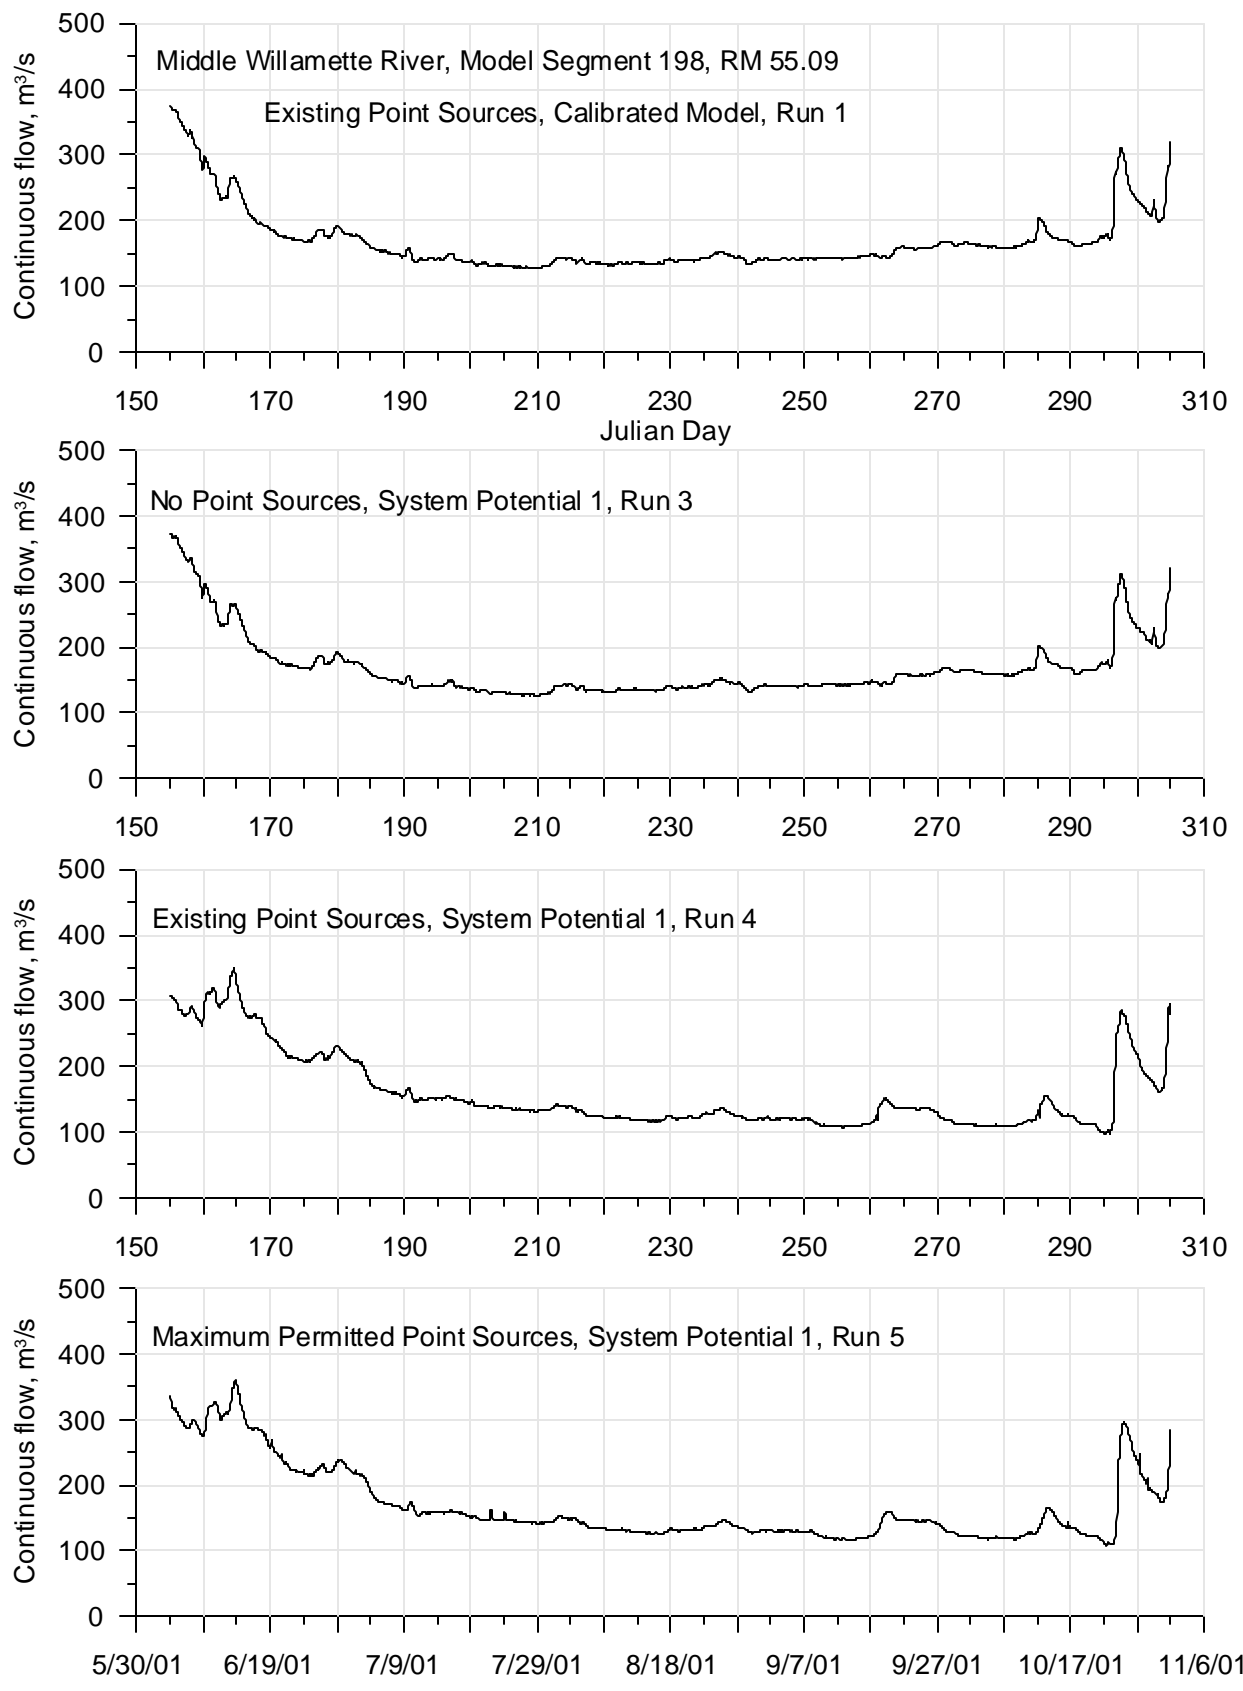 500
Middle Willamette River, Model Segment 198, RM 55.09
400
Existing Point Sources, Calibrated Model, Run 1
300
200
100
0
Continuous flow, m³/s
150 170 190 210 230 250 270 290 310
Julian Day
500
No Point Sources, System Potential 1, Run 3
400
300
200
100
0
Continuous flow, m³/s
150 170 190 210 230 250 270 290 310
500
Existing Point Sources, System Potential 1, Run 4
400
300
200
100
0
Continuous flow, m³/s
150 170 190 210 230 250 270 290 310
500
Maximum Permitted Point Sources, System Potential 1, Run 5
400
300
200
100
0
Continuous flow, m³/s
5/30/01 6/19/01 7/9/01 7/29/01 8/18/01 9/7/01 9/27/01 10/17/01 11/6/01